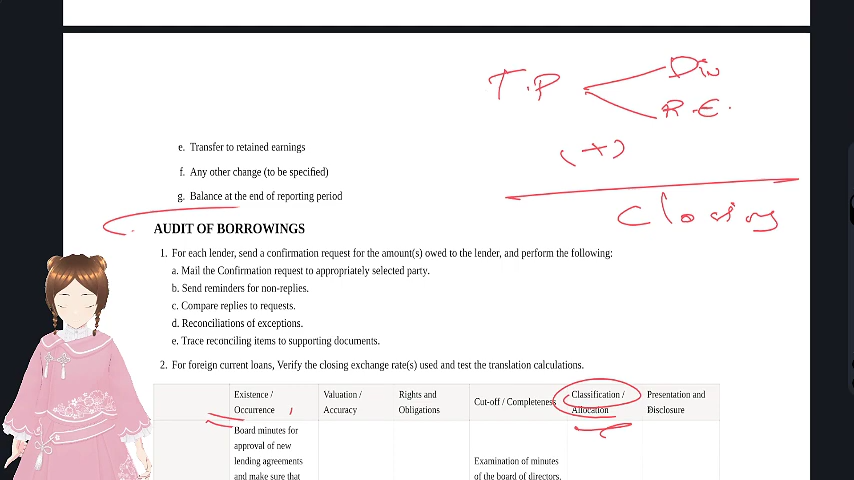 T.P
Div
R.E.
(+)
Closing
e. Transfer to retained earnings
f. Any other change (to be specified)
g. Balance at the end of reporting period
AUDIT OF BORROWINGS
1. For each lender, send a confirmation request for the amount(s) owed to the lender, and perform the following:
a. Mail the Confirmation request to appropriately selected party.
b. Send reminders for non-replies.
c. Compare replies to requests.
d. Reconciliations of exceptions.
e. Trace reconciling items to supporting documents.
2. For foreign current loans, Verify the closing exchange rate(s) used and test the translation calculations.
Existence /
Occurrence
Valuation /
Accuracy
Rights and
Obligations
Cut-off / Completeness
Classification /
Allocation
Presentation and
Disclosure
Board minutes for
approval of new
lending agreements
and make sure that
Examination of minutes
of the board of directors,